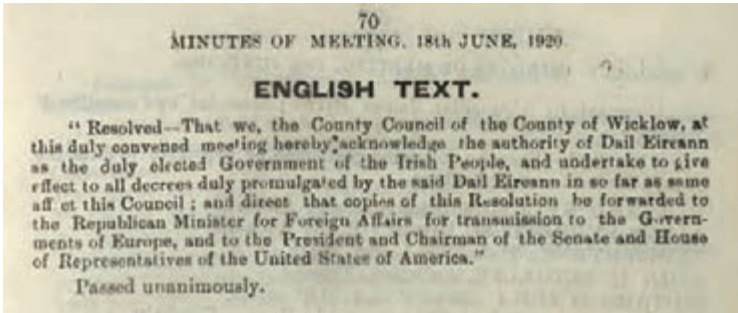 70
MINUTES OF MEETING, 18th JUNE, 1920
ENGLISH TEXT.
" Resolved—That we, the County Council of the County of Wicklow, at
this duly convened meeting hereby acknowledge the authority of Dail Eireann
as the duly elected Government of the Irish People, and undertake to give
effect to all decrees duly promulgated by the said Dail Eireann in so far as same
aff ct this Council ; and direct that copies of this Resolution be forwarded to
the Republican Minister for Foreign Affairs for transmission to the Govern-
ments of Europe, and to the President and Chairman of the Senate and House
of Representatives of the United States of America."
Passed unanimously.